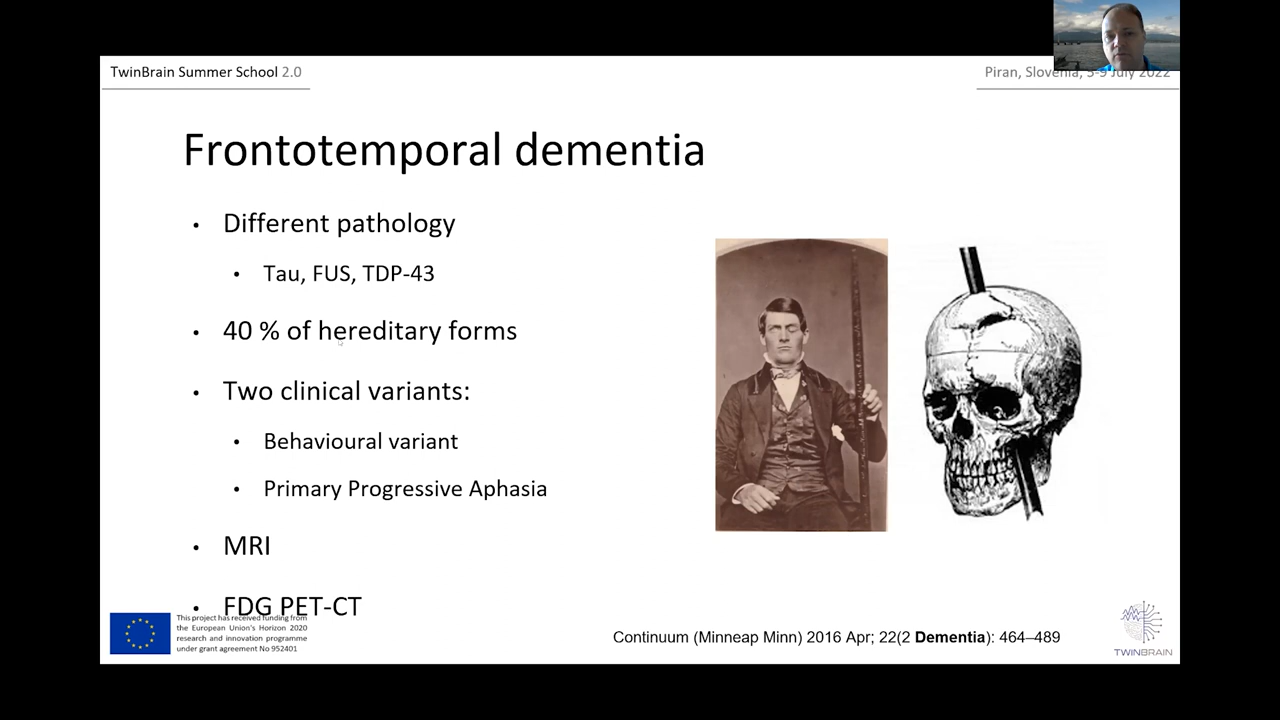 TwinBrain Summer School 2.0
Piran, Slovenia, 5-9 July 2022
Frontotemporal dementia
• Different pathology
• Tau, FUS, TDP-43
• 40 % of hereditary forms
• Two clinical variants:
• Behavioural variant
• Primary Progressive Aphasia
• MRI
• FDG PET-CT
This project has received funding from
the European Union's Horizon 2020
research and innovation programme
under grant agreement No 952401
Continuum (Minneap Minn) 2016 Apr; 22(2 Dementia): 464–489
TWINBRAIN